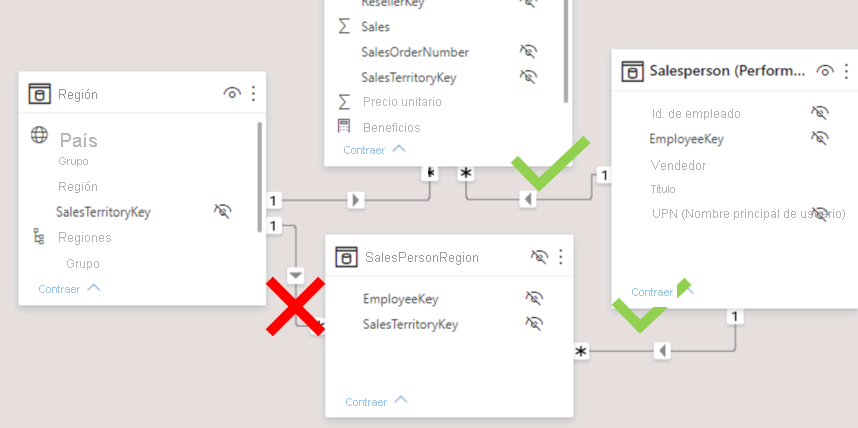 ResellerKey
Sales
SalesOrderNumber
SalesTerritoryKey
Precio unitario
Beneficios
Contraer
Región
País
Grupo
Región
SalesTerritoryKey
Regiones
Grupo
Contraer
Salesperson (Perform...
Id. de empleado
EmployeeKey
Vendedor
Título
UPN (Nombre principal de usuario)
Contraer
1
*
*
1
1
SalesPersonRegion
EmployeeKey
SalesTerritoryKey
Contraer
*
*
1